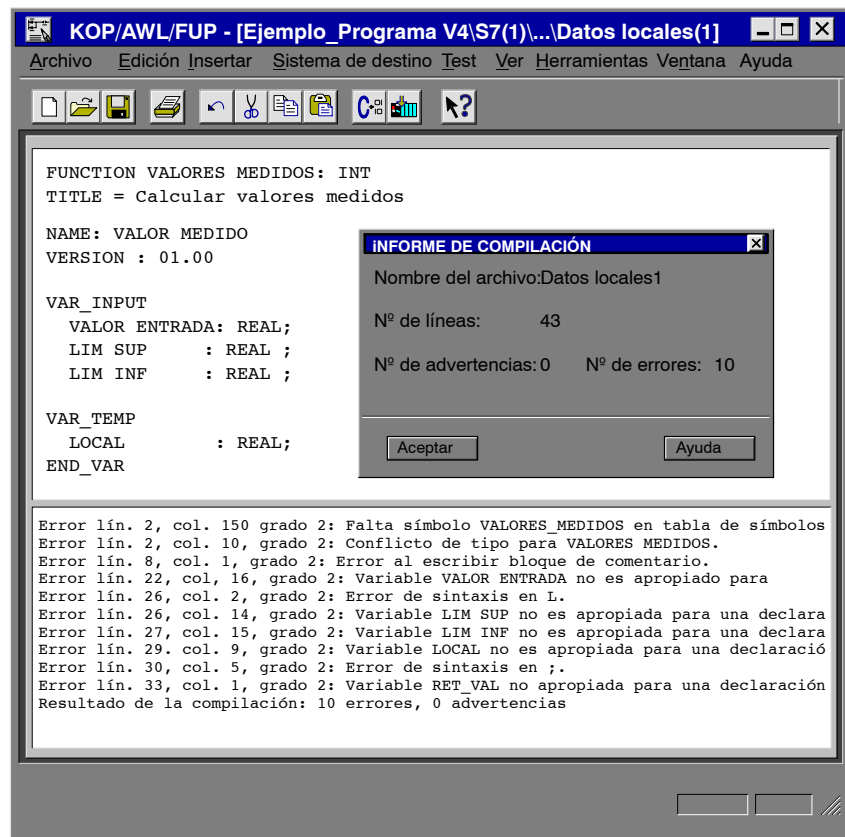 KOP/AWL/FUP - [Ejemplo_Programa V4\S7(1)\...\Datos locales(1]
Archivo Edición Insertar Sistema de destino Test Ver Herramientas Ventana Ayuda
FUNCTION VALORES MEDIDOS: INT
TITLE = Calcular valores medidos
NAME: VALOR MEDIDO
VERSION : 01.00
VAR_INPUT
VALOR ENTRADA: REAL;
LIM SUP : REAL ;
LIM INF : REAL ;
VAR_TEMP
LOCAL : REAL;
END_VAR
iNFORME DE COMPILACIÓN
Nombre del archivo:Datos locales1
Nº de líneas: 43
Nº de advertencias: 0 Nº de errores: 10
Aceptar Ayuda
Error lín. 2, col. 150 grado 2: Falta símbolo VALORES_MEDIDOS en tabla de símbolos
Error lín. 2, col. 10, grado 2: Conflicto de tipo para VALORES MEDIDOS.
Error lín. 8, col. 1, grado 2: Error al escribir bloque de comentario.
Error lín. 22, col, 16, grado 2: Variable VALOR ENTRADA no es apropiado para
Error lín. 26, col. 2, grado 2: Error de sintaxis en L.
Error lín. 26, col. 14, grado 2: Variable LIM SUP no es apropiada para una declara
Error lín. 27, col. 15, grado 2: Variable LIM INF no es apropiada para una declara
Error lín. 29. col. 9, grado 2: Variable LOCAL no es apropiada para una declaració
Error lín. 30, col. 5, grado 2: Error de sintaxis en ;.
Error lín. 33, col. 1, grado 2: Variable RET_VAL no apropiada para una declaración
Resultado de la compilación: 10 errores, 0 advertencias